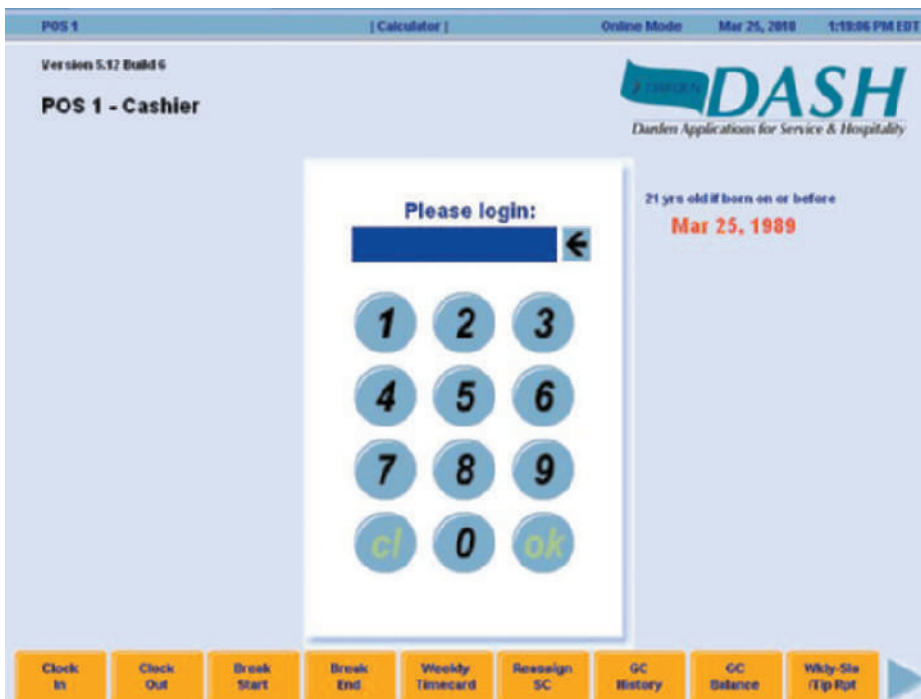 POS 1 | Calculator | Online Mode Mar 25, 2010 1:19:06 PM EDT
Version 5.12 Build 6
POS 1 - Cashier
DARDEN DASH
Darden Applications for Service & Hospitality
21 yrs old if born on or before
Mar 25, 1989
Please login:
1 2 3
4 5 6
7 8 9
cl 0 ok
Clock In
Clock Out
Break Start
Break End
Weekly Timecard
Reassign SC
GC History
GC Balance
Wkly-Sls /Tip Rpt